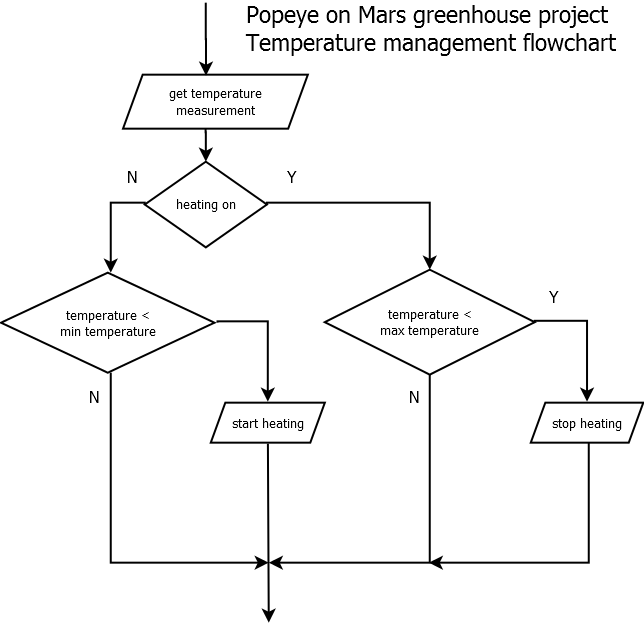 Popeye on Mars greenhouse project
Temperature management flowchart
get temperature
measurement
N
Y
heating on
temperature <
min temperature
temperature <
max temperature
Y
N
N
start heating
stop heating